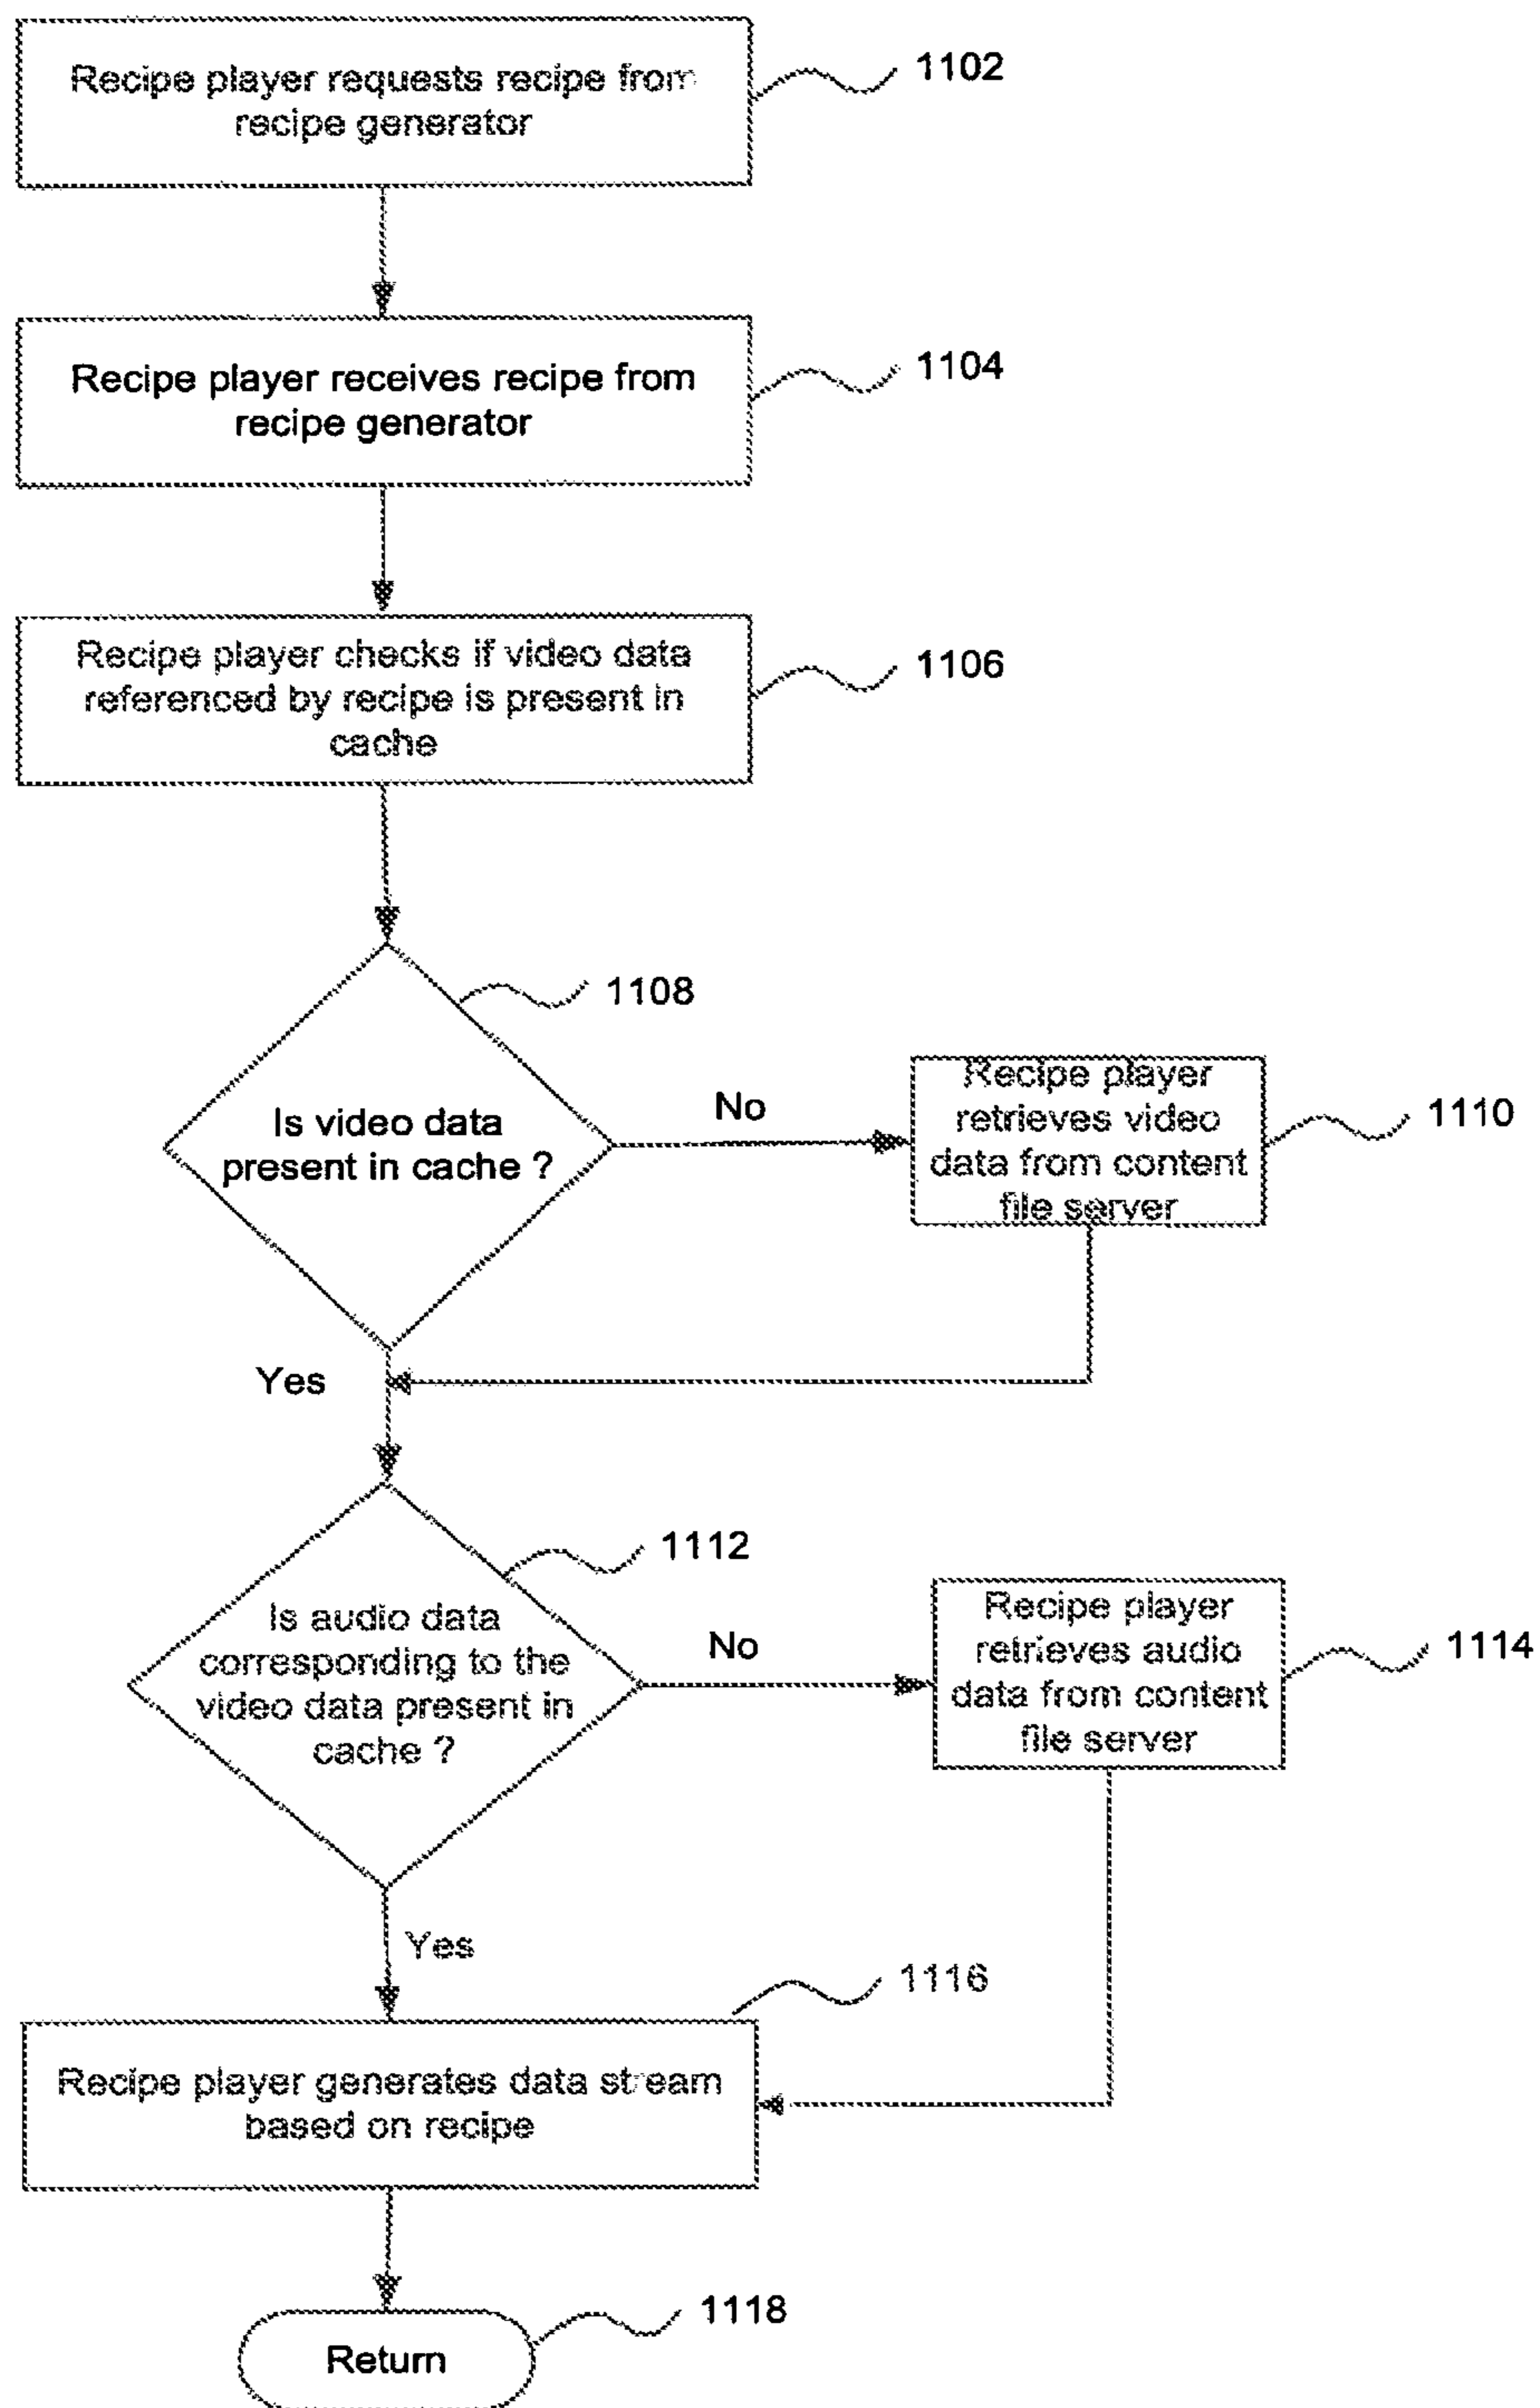 Recipe player requests recipe from
recipe generator
1102
Recipe player receives recipe from
recipe generator
1104
Recipe player checks if video data
referenced by recipe is present in
cache
1106
1108
Is video data
present in cache ?
No
Recipe player
retrieves video
data from content
file server
1110
Yes
1112
Is audio data
corresponding to the
video data present in
cache ?
No
Recipe player
retrieves audio
data from content
file server
1114
Yes
1116
Recipe player generates data stream
based on recipe
1118
Return